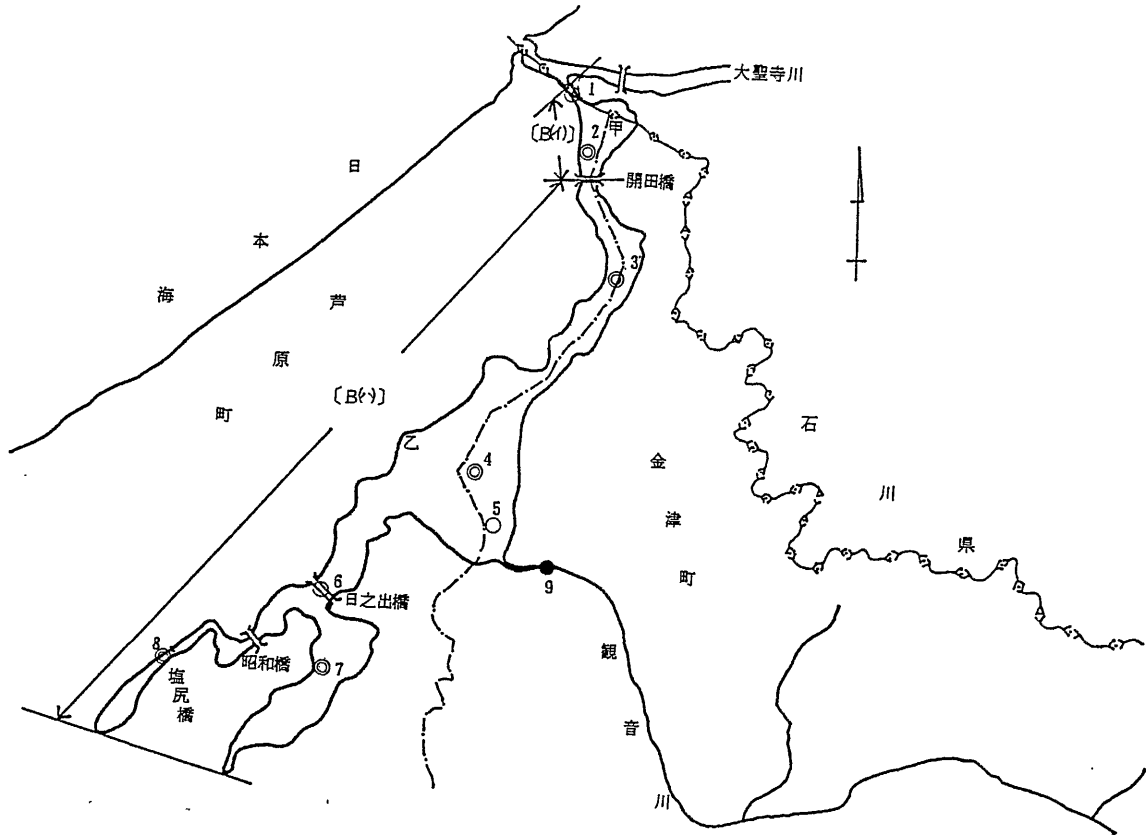 大聖寺川
1
〔B(イ)〕
2
甲
開田橋
日本海
芦原町
3
〔B(ハ)〕
乙
4
5
金津町
石川県
6
日之出橋
9
8
昭和橋
7
塩尻橋
観音川